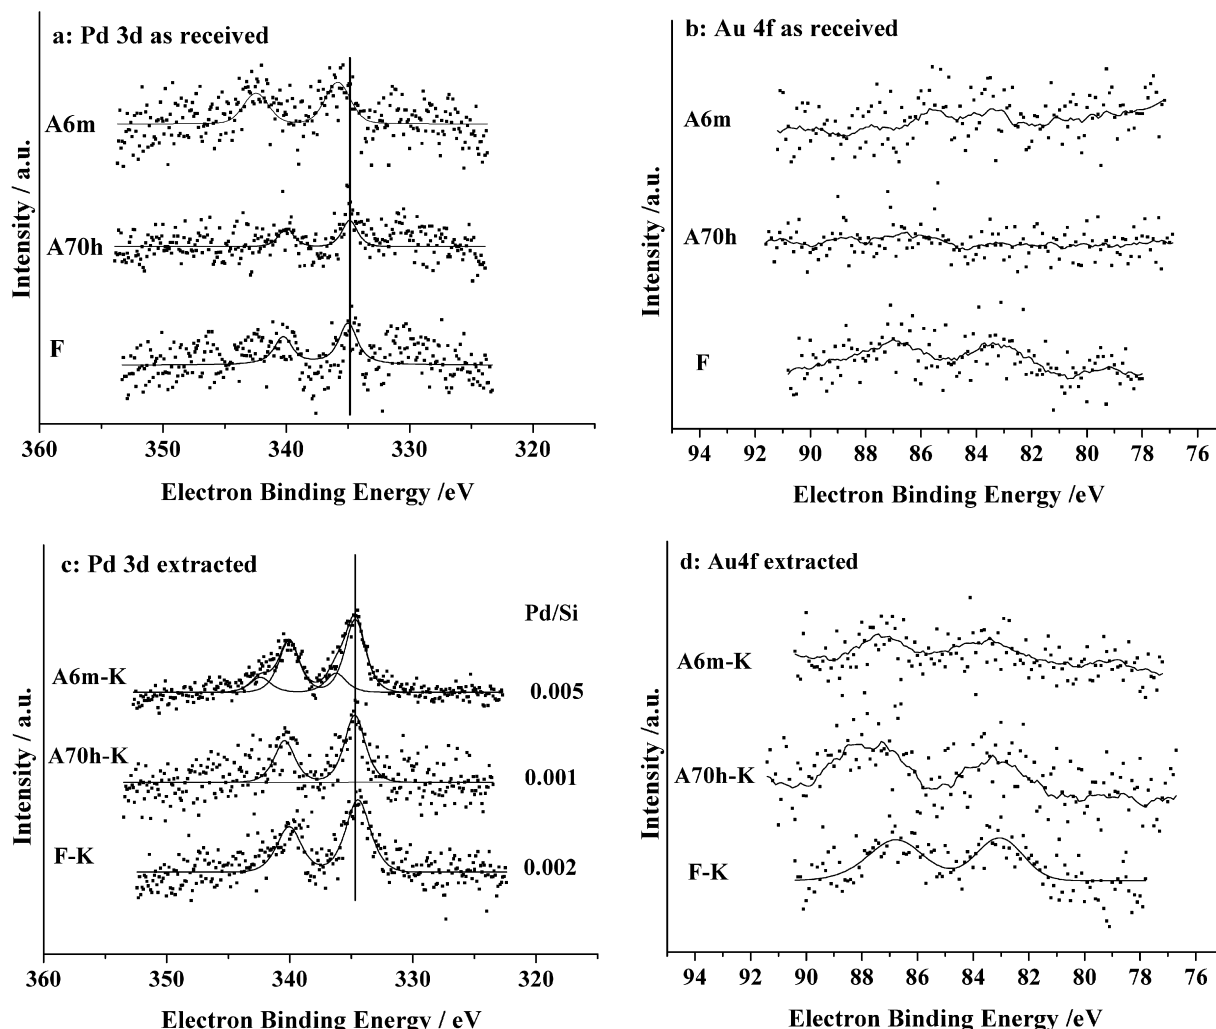 a: Pd 3d as received
A6m
A70h
F
Intensity / a.u.
360 350 340 330 320
Electron Binding Energy /eV
b: Au 4f as received
A6m
A70h
F
Intensity /a.u.
94 92 90 88 86 84 82 80 78 76
Electron Binding Energy /eV
c: Pd 3d extracted
Pd/Si
A6m-K
0.005
A70h-K
0.001
F-K
0.002
Intensity / a.u.
360 350 340 330 320
Electron Binding Energy / eV
d: Au4f extracted
A6m-K
A70h-K
F-K
Intensity /a.u.
94 92 90 88 86 84 82 80 78 76
Electron Binding Energy /eV